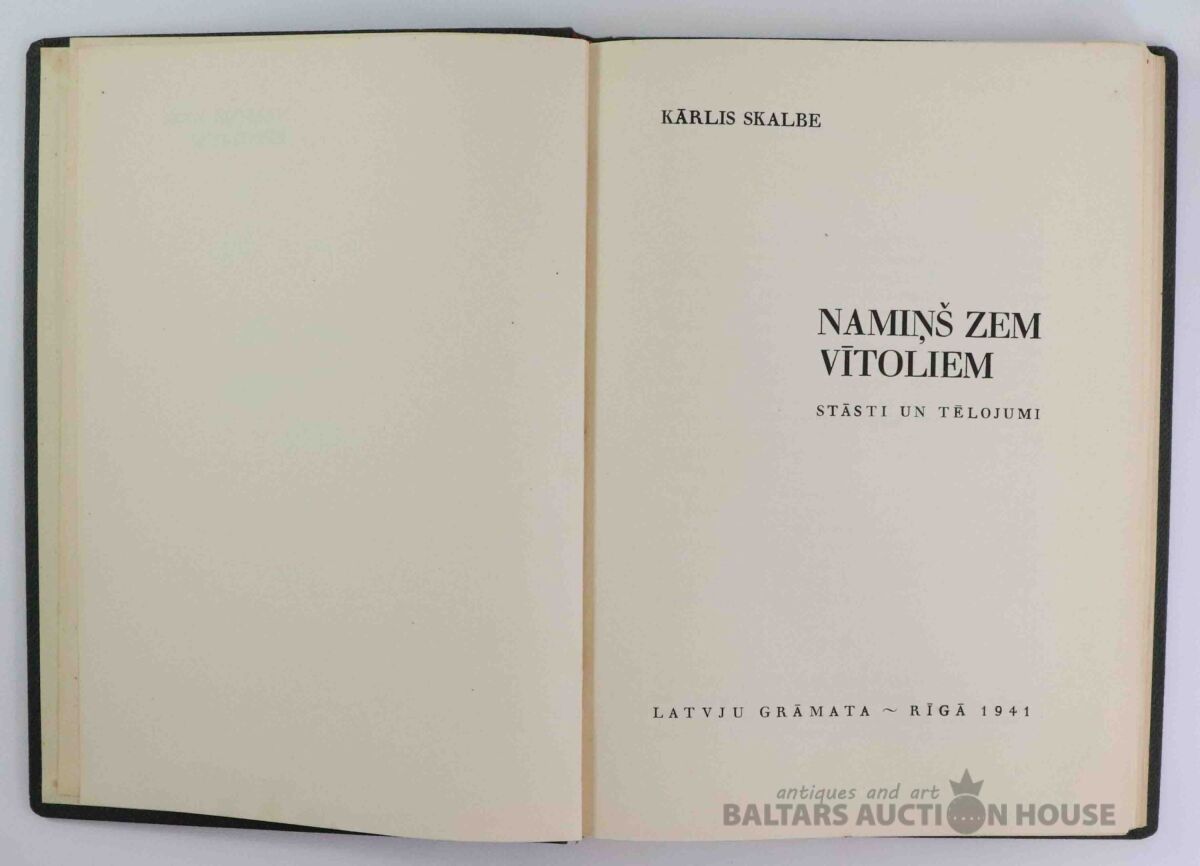 KĀRLIS SKALBE
NAMIŅŠ ZEM
VĪTOLIEM
STĀSTI UN TĒLOJUMI
LATVJU GRĀMATA ~ RĪGĀ 1941
antiques and art
BALTARS AUCTION HOUSE